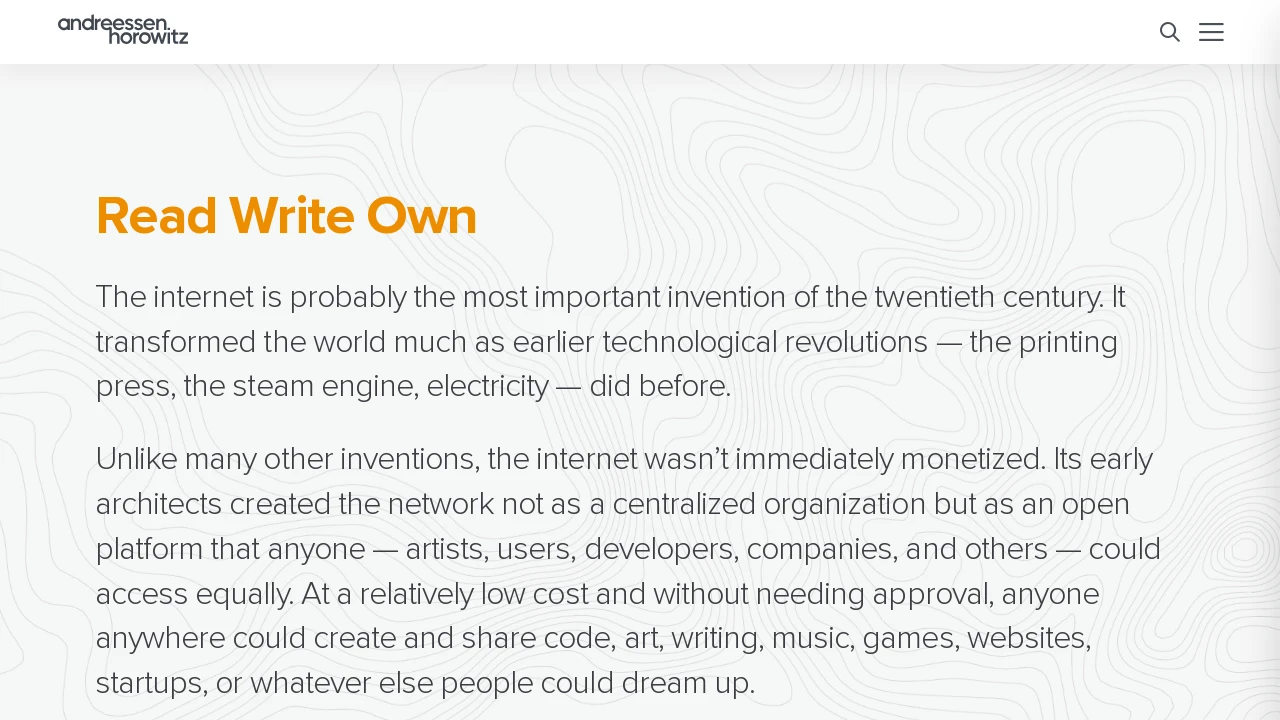 andreessen.
horowitz
Read Write Own
The internet is probably the most important invention of the twentieth century. It
transformed the world much as earlier technological revolutions — the printing
press, the steam engine, electricity — did before.
Unlike many other inventions, the internet wasn’t immediately monetized. Its early
architects created the network not as a centralized organization but as an open
platform that anyone — artists, users, developers, companies, and others — could
access equally. At a relatively low cost and without needing approval, anyone
anywhere could create and share code, art, writing, music, games, websites,
startups, or whatever else people could dream up.